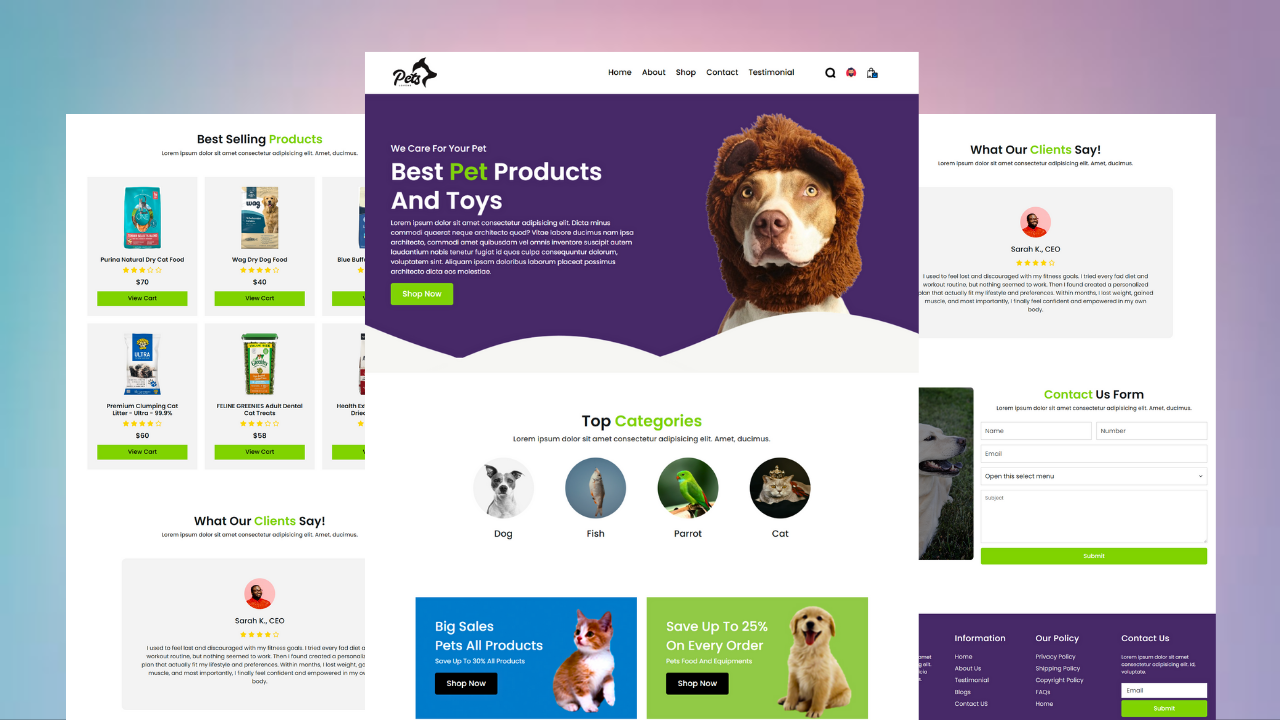 Pets
Home About Shop Contact Testimonial
We Care For Your Pet
Best Pet Products
And Toys
Lorem ipsum dolor sit amet consectetur adipisicing elit. Dicta minus
commodi quaerat neque architecto quod? Vitae labore ducimus nam ipsa
architecto, commodi amet quibusdam vel omnis inventore suscipit autem
laudantium nobis tenetur fugiat id quos culpa consequuntur dolorum,
voluptatem sint. Aliquam ipsam doloribus laborum placeat possimus
architecto dicta eos molestiae.
Shop Now
Top Categories
Lorem ipsum dolor sit amet consectetur adipisicing elit. Amet, ducimus.
Dog Fish Parrot Cat
Big Sales
Pets All Products
Save Up To 30% All Products
Shop Now
Save Up To 25%
On Every Order
Pets Food And Equipments
Shop Now
Best Selling Products
Lorem ipsum dolor sit amet consectetur adipisicing elit. Amet, ducimus.
wag
Purina Natural Dry Cat Food
$70
View Cart
Wag Dry Dog Food
$40
View Cart
Blue Buff
V
ULTRA
Premium Clumping Cat
Litter - Ultra - 99.9%
$60
View Cart
FELINE GREENIES Adult Dental
Cat Treats
$58
View Cart
Health Ex
Drie
V
What Our Clients Say!
Lorem ipsum dolor sit amet consectetur adipisicing elit. Amet, ducimus.
Sarah K., CEO
I used to feel lost and discouraged with my fitness goals. I tried every fad diet a
workout routine, but nothing seemed to work. Then I found created a personaliz
plan that actually fit my lifestyle and preferences. Within months, I lost weight, ga
muscle, and most importantly, I finally feel confident and empowered in my ow
body.
What Our Clients Say!
Lorem ipsum dolor sit amet consectetur adipisicing elit. Amet, ducimus.
Sarah K., CEO
I used to feel lost and discouraged with my fitness goals. I tried every fad diet and
workout routine, but nothing seemed to work. Then I found created a personalized
plan that actually fit my lifestyle and preferences. Within months, I lost weight, gained
muscle, and most importantly, I finally feel confident and empowered in my own
body.
Contact Us Form
Lorem ipsum dolor sit amet consectetur adipisicing elit. Amet, ducimus.
Name Number
Email
Open this select menu
Subject
Submit
amet
g elit.
dicta
s.
Information
Home
About Us
Testimonial
Blogs
Contact US
Our Policy
Privacy Policy
Shipping Policy
Copyright Policy
FAQs
Home
Contact Us
Lorem ipsum dolor sit amet
consectetur adipisicing elit. Id,
voluptate.
Email
Submit